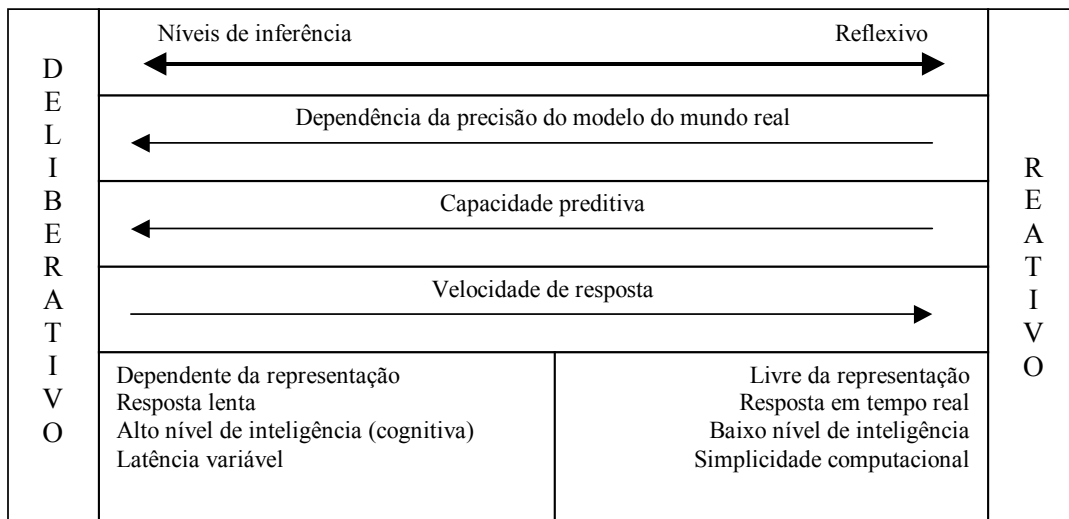 DELIBERATIVO
Níveis de inferência Reflexivo
Dependência da precisão do modelo do mundo real
Capacidade preditiva
Velocidade de resposta
Dependente da representação
Resposta lenta
Alto nível de inteligência (cognitiva)
Latência variável
Livre da representação
Resposta em tempo real
Baixo nível de inteligência
Simplicidade computacional
REATIVO